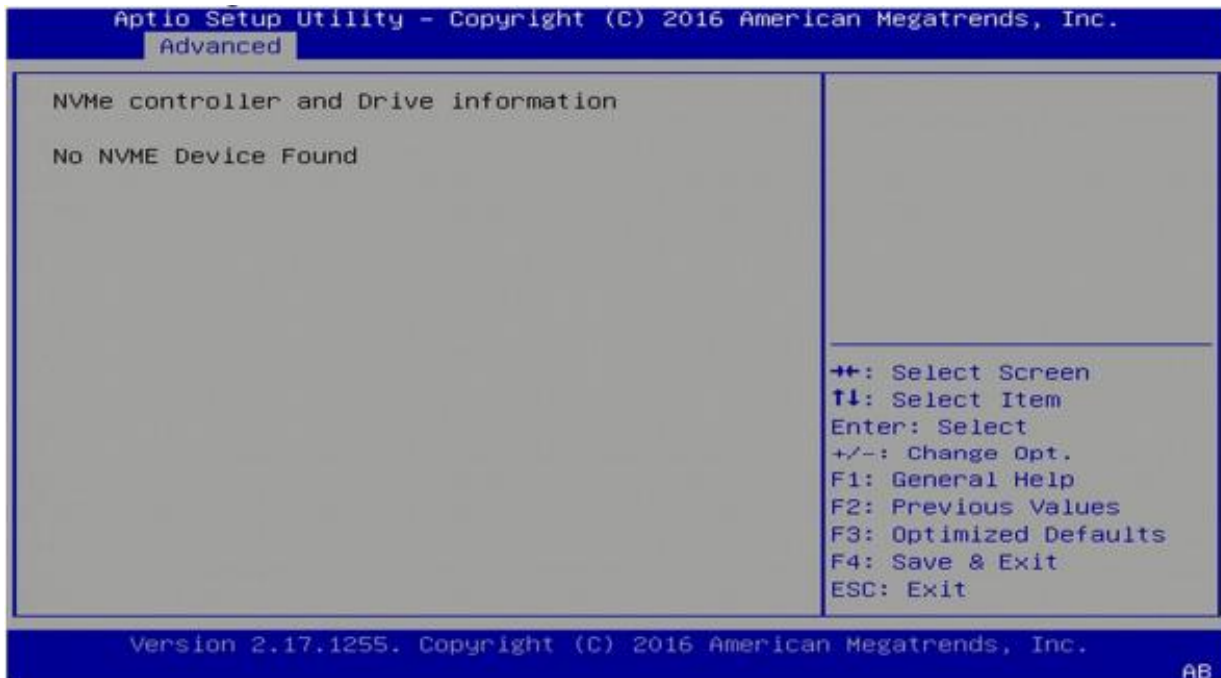 Aptio Setup Utility – Copyright (C) 2016 American Megatrends, Inc.
Advanced
NVMe controller and Drive information
No NVME Device Found
→←: Select Screen
↑↓: Select Item
Enter: Select
+/-: Change Opt.
F1: General Help
F2: Previous Values
F3: Optimized Defaults
F4: Save & Exit
ESC: Exit
Version 2.17.1255. Copyright (C) 2016 American Megatrends, Inc.
AB